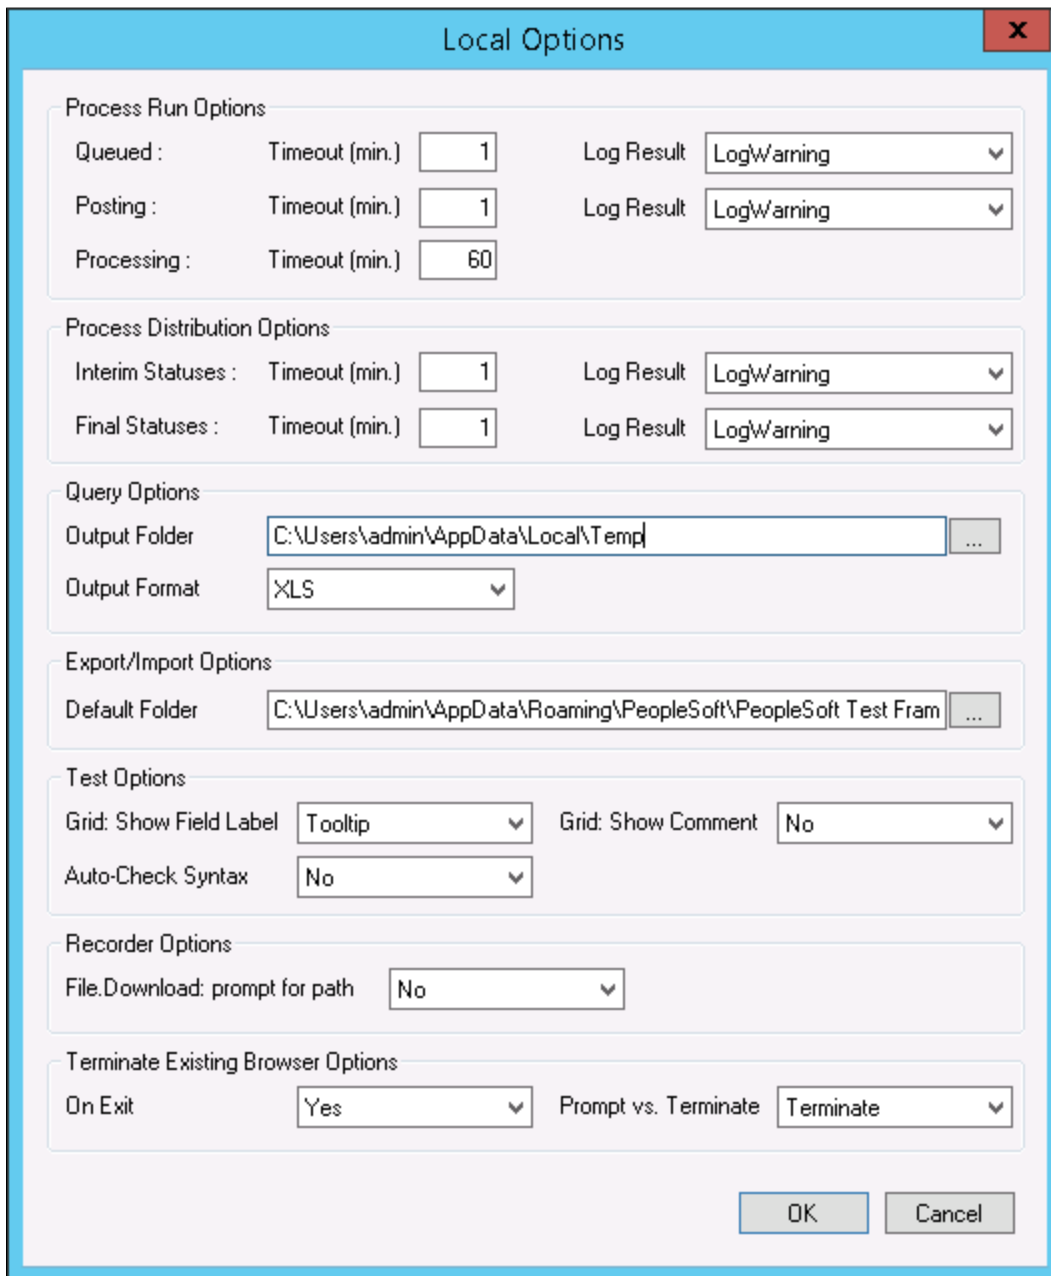 Local Options
x
Process Run Options
Queued : Timeout (min.) 1 Log Result LogWarning
Posting : Timeout (min.) 1 Log Result LogWarning
Processing : Timeout (min.) 60
Process Distribution Options
Interim Statuses : Timeout (min.) 1 Log Result LogWarning
Final Statuses : Timeout (min.) 1 Log Result LogWarning
Query Options
Output Folder C:\Users\admin\AppData\Local\Temp ...
Output Format XLS
Export/Import Options
Default Folder C:\Users\admin\AppData\Roaming\PeopleSoft\PeopleSoft Test Fram ...
Test Options
Grid: Show Field Label Tooltip Grid: Show Comment No
Auto-Check Syntax No
Recorder Options
File.Download: prompt for path No
Terminate Existing Browser Options
On Exit Yes Prompt vs. Terminate Terminate
OK Cancel